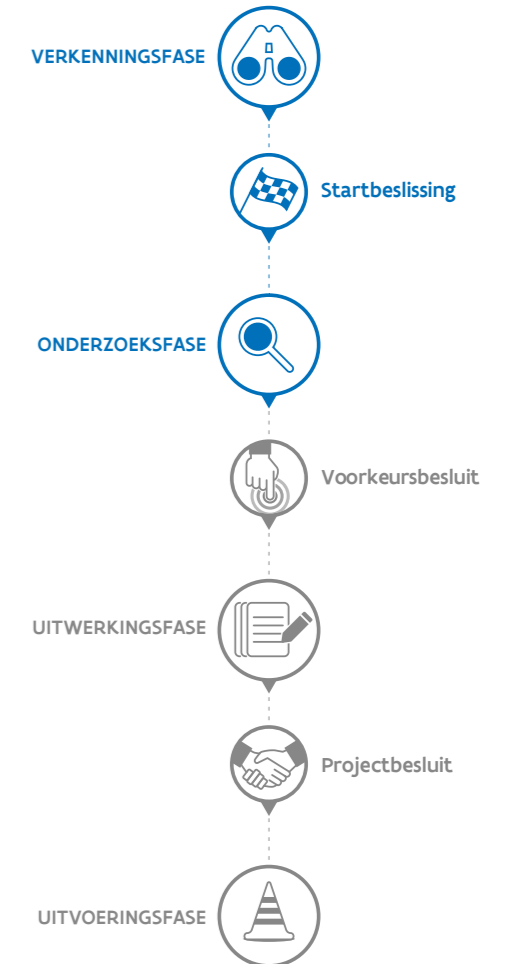 VERKENNINGSFASE
Startbeslissing
ONDERZOEKSFASE
Voorkeursbesluit
UITWERKINGSFASE
Projectbesluit
UITVOERINGSFASE